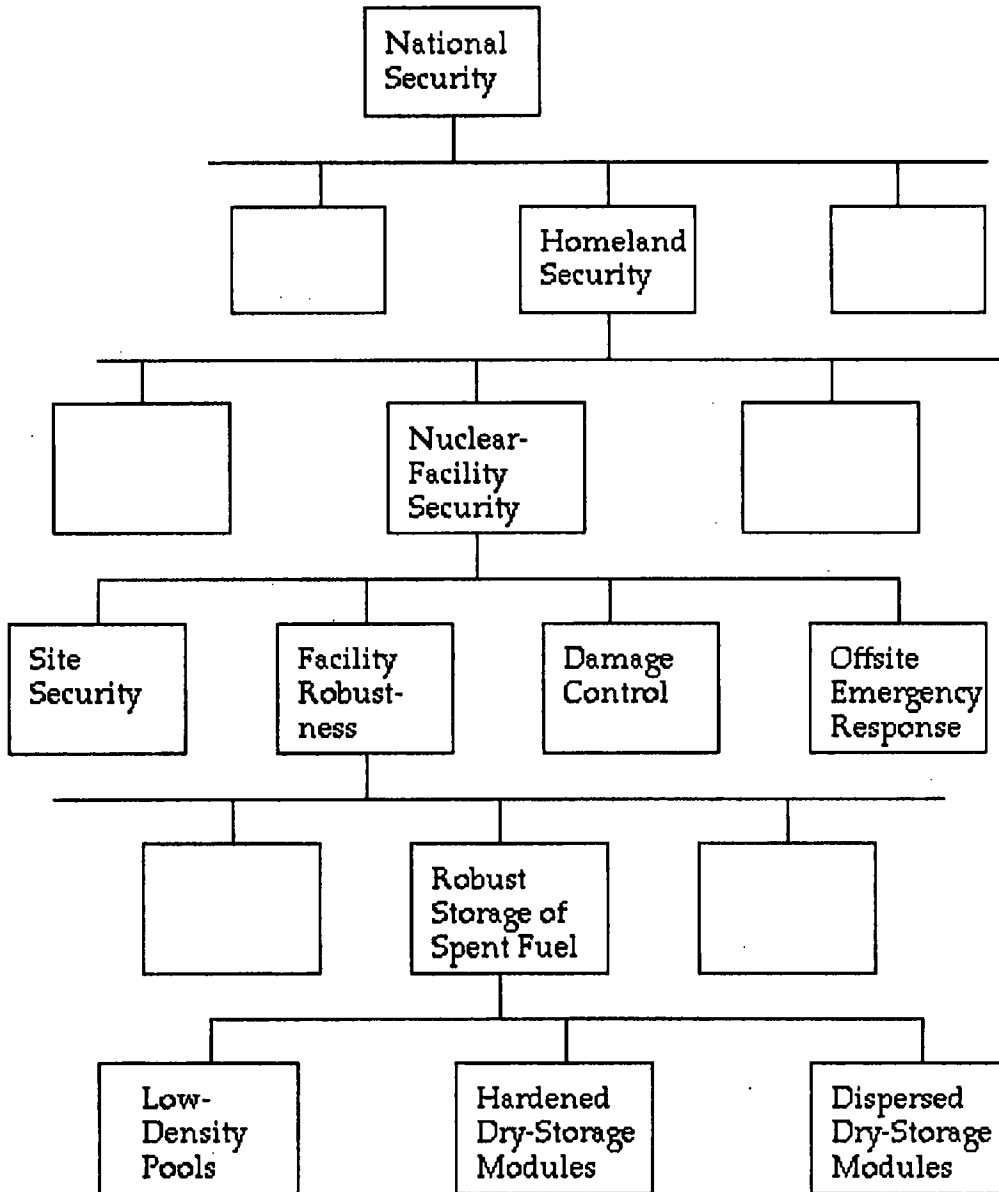 National
Security
Homeland
Security
Nuclear-
Facility
Security
Site
Security
Facility
Robust-
ness
Damage
Control
Offsite
Emergency
Response
Robust
Storage of
Spent Fuel
Low-
Density
Pools
Hardened
Dry-Storage
Modules
Dispersed
Dry-Storage
Modules